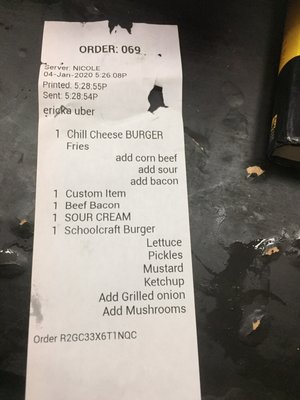 ORDER: 069
Server: NICOLE
04-Jan-2020 5:26:08P
Printed: 5:28:55P
Sent: 5:28:54P
ericka uber
1 Chili Cheese BURGER
Fries
add corn beef
add sour
add bacon
1 Custom Item
1 Beef Bacon
1 SOUR CREAM
1 Schoolcraft Burger
Lettuce
Pickles
Mustard
Ketchup
Add Grilled onion
Add Mushrooms
Order R2GC33X6T1NQC